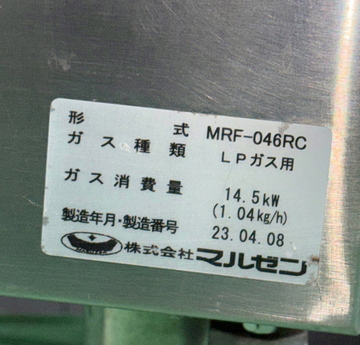 形 式 MRF-046RC
ガス種類 LPガス用
ガス消費量 14.5kW
(1.04kg/h)
製造年月・製造番号 23.04.08
株式会社マルゼン